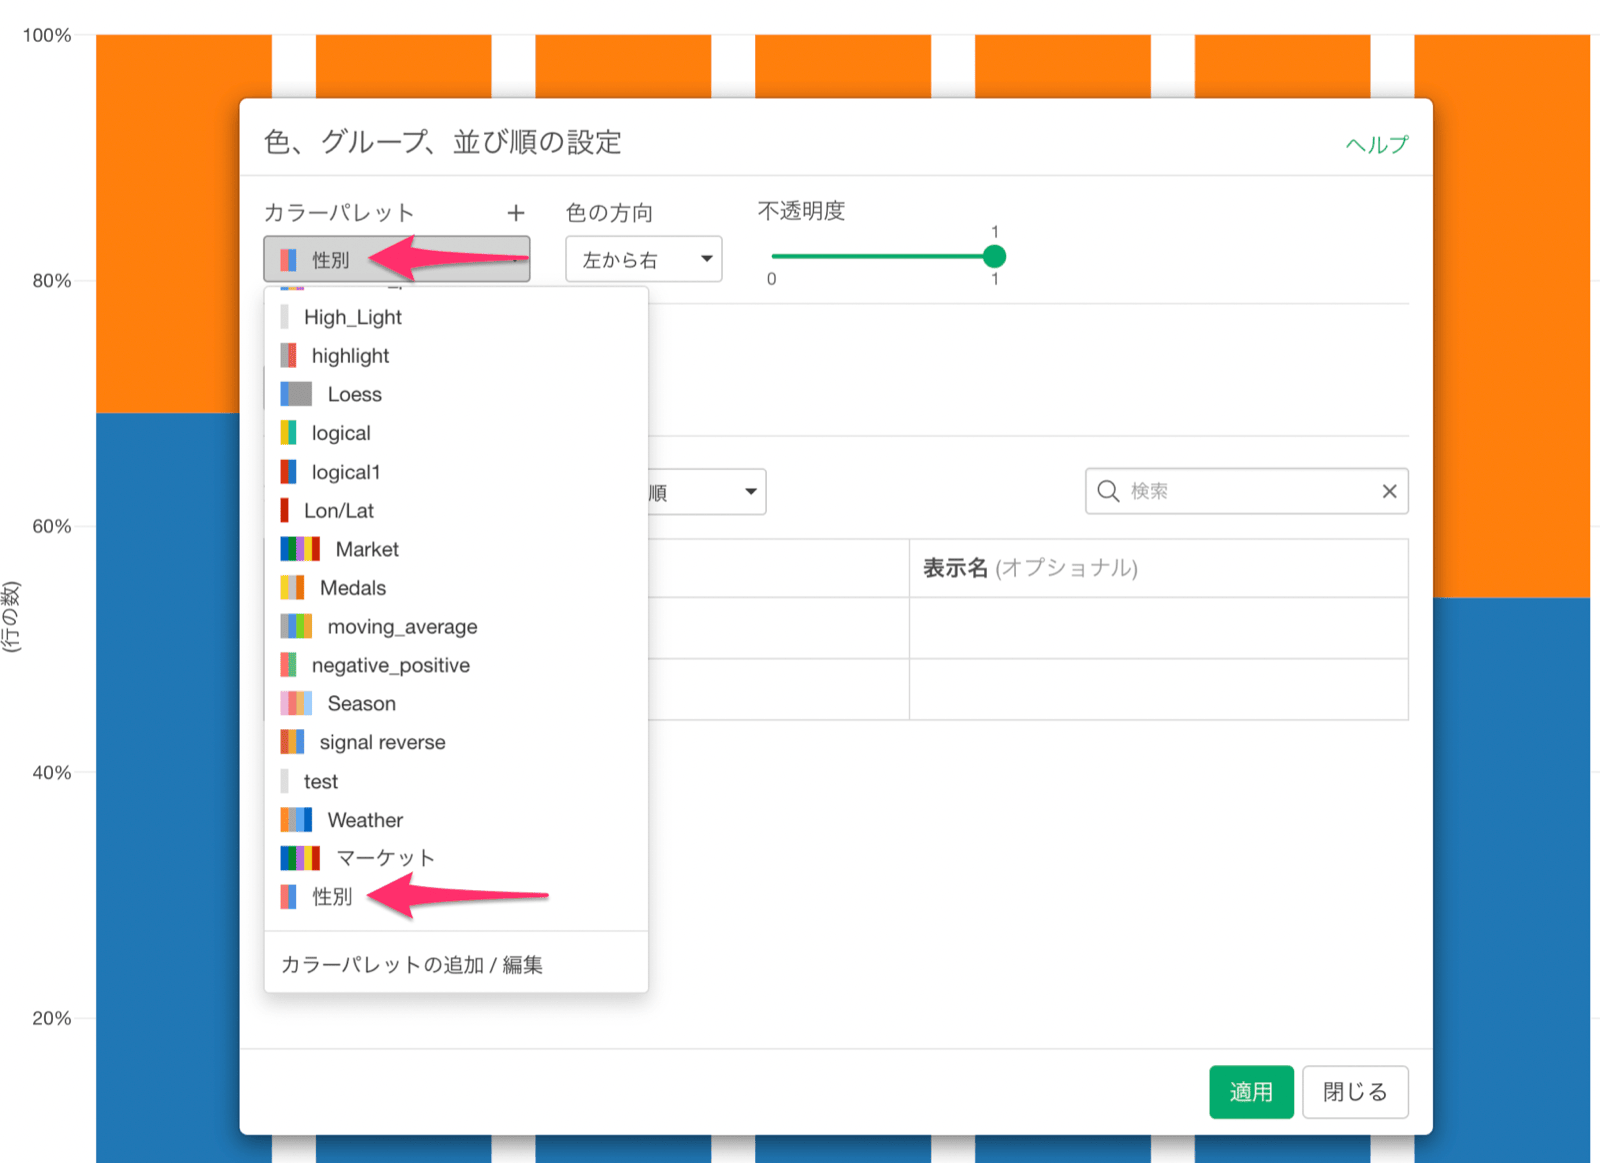 100%
色、グループ、並び順の設定
ヘルプ
カラーパレット +
色の方向
不透明度
1
性別
左から右
0
1
80%
High_Light
highlight
Loess
logical
logical1
順
検索
Lon/Lat
60%
Market
表示名 (オプショナル)
Medals
(行の数)
moving_average
negative_positive
Season
signal reverse
40%
test
Weather
マーケット
性別
カラーパレットの追加 / 編集
20%
適用
閉じる